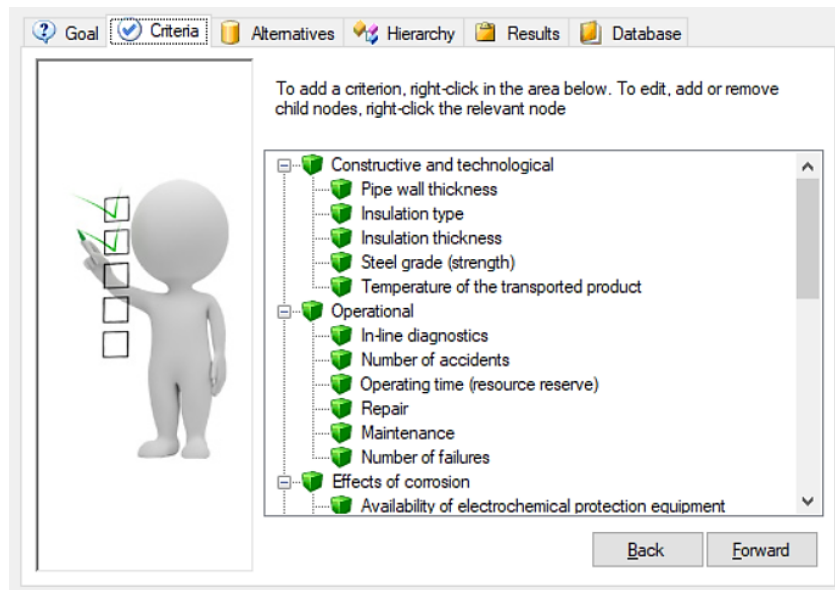 Goal Criteria Alternatives Hierarchy Results Database
To add a criterion, right-click in the area below. To edit, add or remove
child nodes, right-click the relevant node
Constructive and technological
Pipe wall thickness
Insulation type
Insulation thickness
Steel grade (strength)
Temperature of the transported product
Operational
In-line diagnostics
Number of accidents
Operating time (resource reserve)
Repair
Maintenance
Number of failures
Effects of corrosion
Availability of electrochemical protection equipment
Back Forward